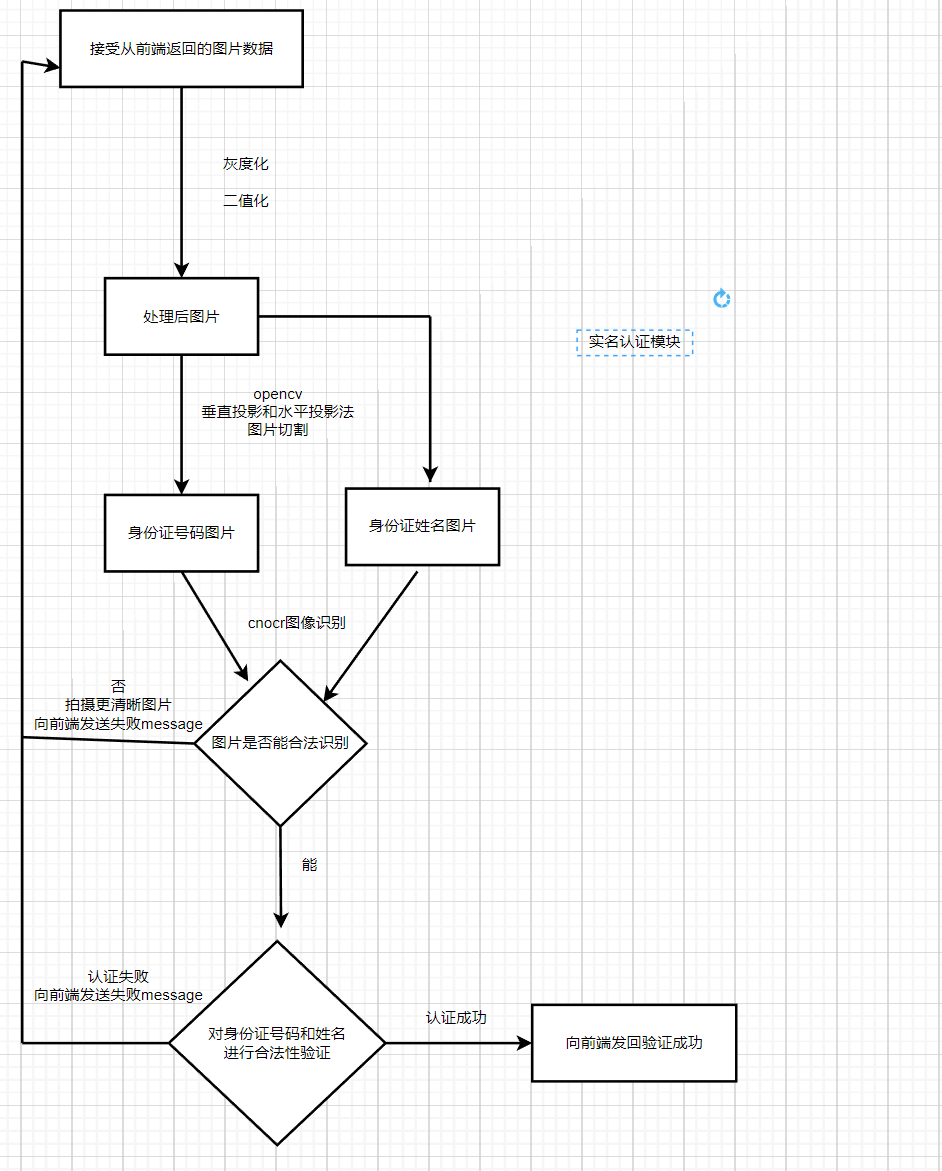 接受从前端返回的图片数据
灰度化
二值化
处理后图片
实名认证模块
opencv
垂直投影和水平投影法
图片切割
身份证号码图片
身份证姓名图片
cnocr图像识别
否
拍摄更清晰图片
向前端发送失败message
图片是否能合法识别
能
认证失败
向前端发送失败message
对身份证号码和姓名
进行合法性验证
认证成功
向前端发回验证成功